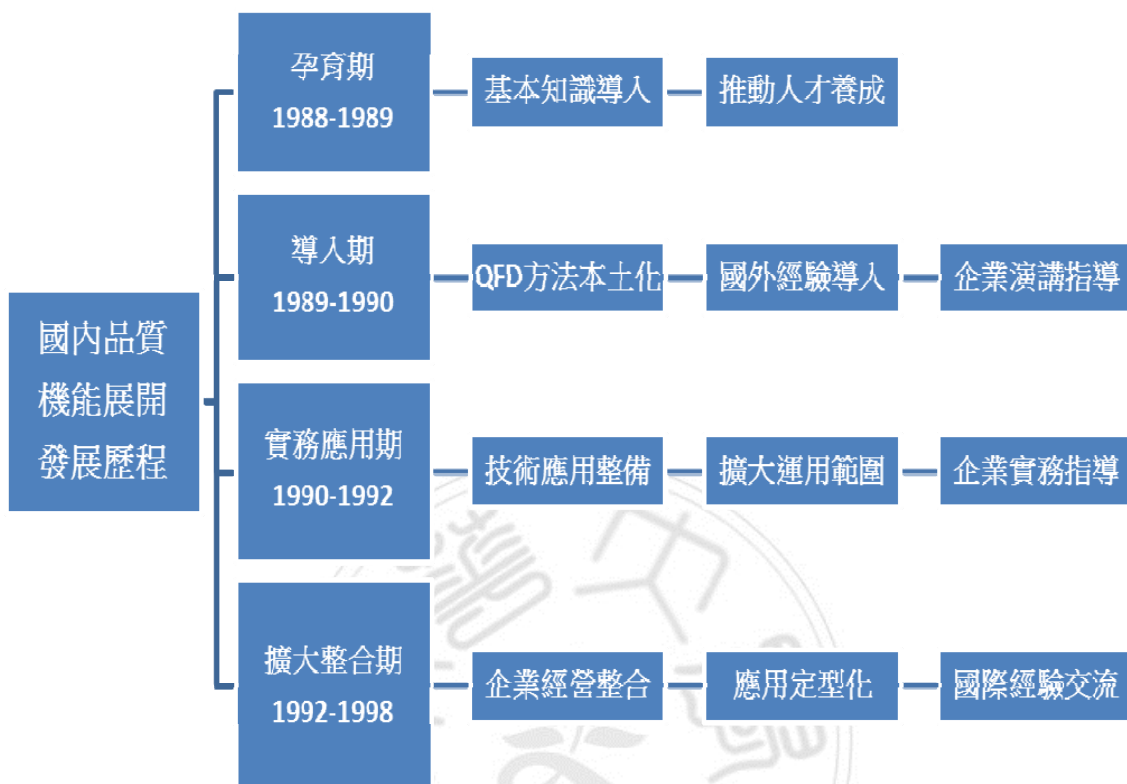 國內品質
機能展開
發展歷程
孕育期
1988-1989
基本知識導入
推動人才養成
導入期
1989-1990
QFD方法本土化
國外經驗導入
企業演講指導
實務應用期
1990-1992
技術應用整備
擴大運用範圍
企業實務指導
擴大整合期
1992-1998
企業經營整合
應用定型化
國際經驗交流